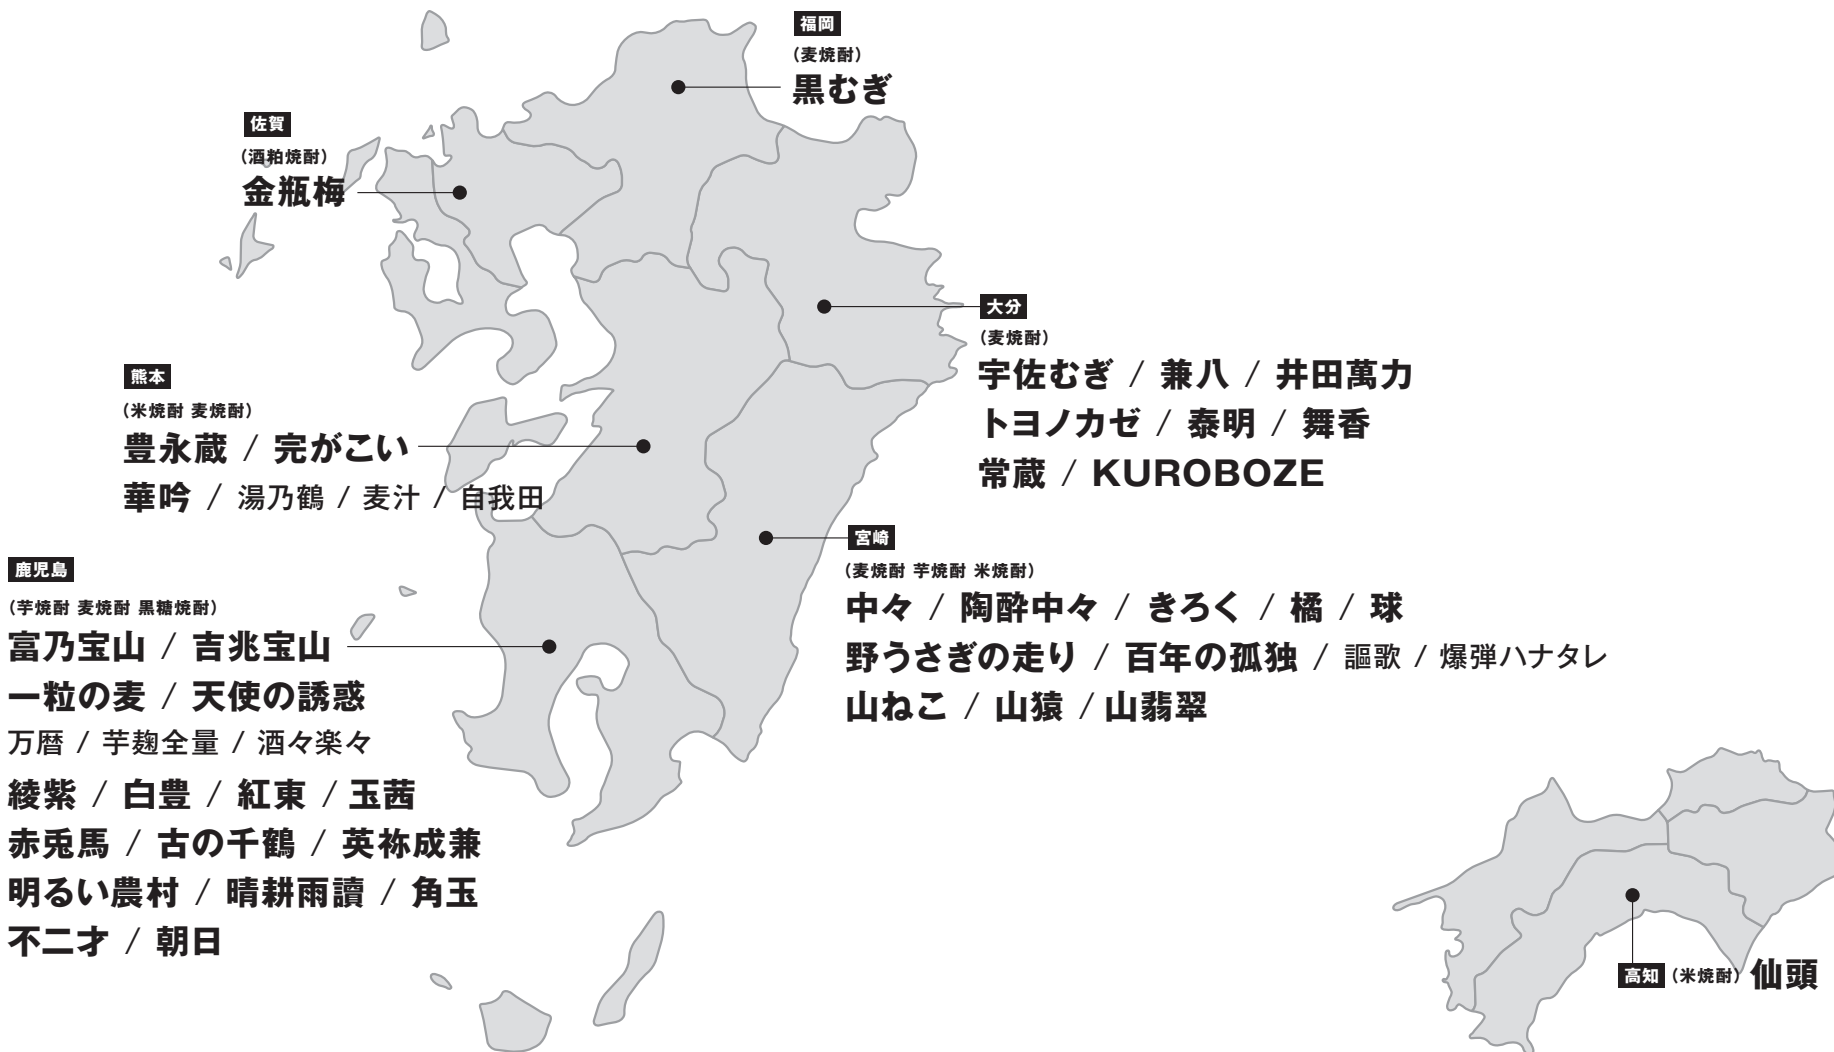 福岡
(麦焼酎)
黒むぎ
佐賀
(酒粕焼酎)
金瓶梅
大分
(麦焼酎)
宇佐むぎ / 兼八 / 井田萬力
トヨノカゼ / 泰明 / 舞香
常蔵 / KUROBOZE
熊本
(米焼酎 麦焼酎)
豊永蔵 / 完がこい
華吟 / 湯乃鶴 / 麦汁 / 自我田
宮崎
(麦焼酎 芋焼酎 米焼酎)
中々 / 陶酔中々 / きろく / 橘 / 球
野うさぎの走り / 百年の孤独 / 謳歌 / 爆弾ハナタレ
山ねこ / 山猿 / 山翡翠
鹿児島
(芋焼酎 麦焼酎 黒糖焼酎)
富乃宝山 / 吉兆宝山
一粒の麦 / 天使の誘惑
万暦 / 芋麹全量 / 酒々楽々
綾紫 / 白豊 / 紅東 / 玉茜
赤兎馬 / 古の千鶴 / 英祢成兼
明るい農村 / 晴耕雨讀 / 角玉
不二才 / 朝日
高知 (米焼酎) 仙頭